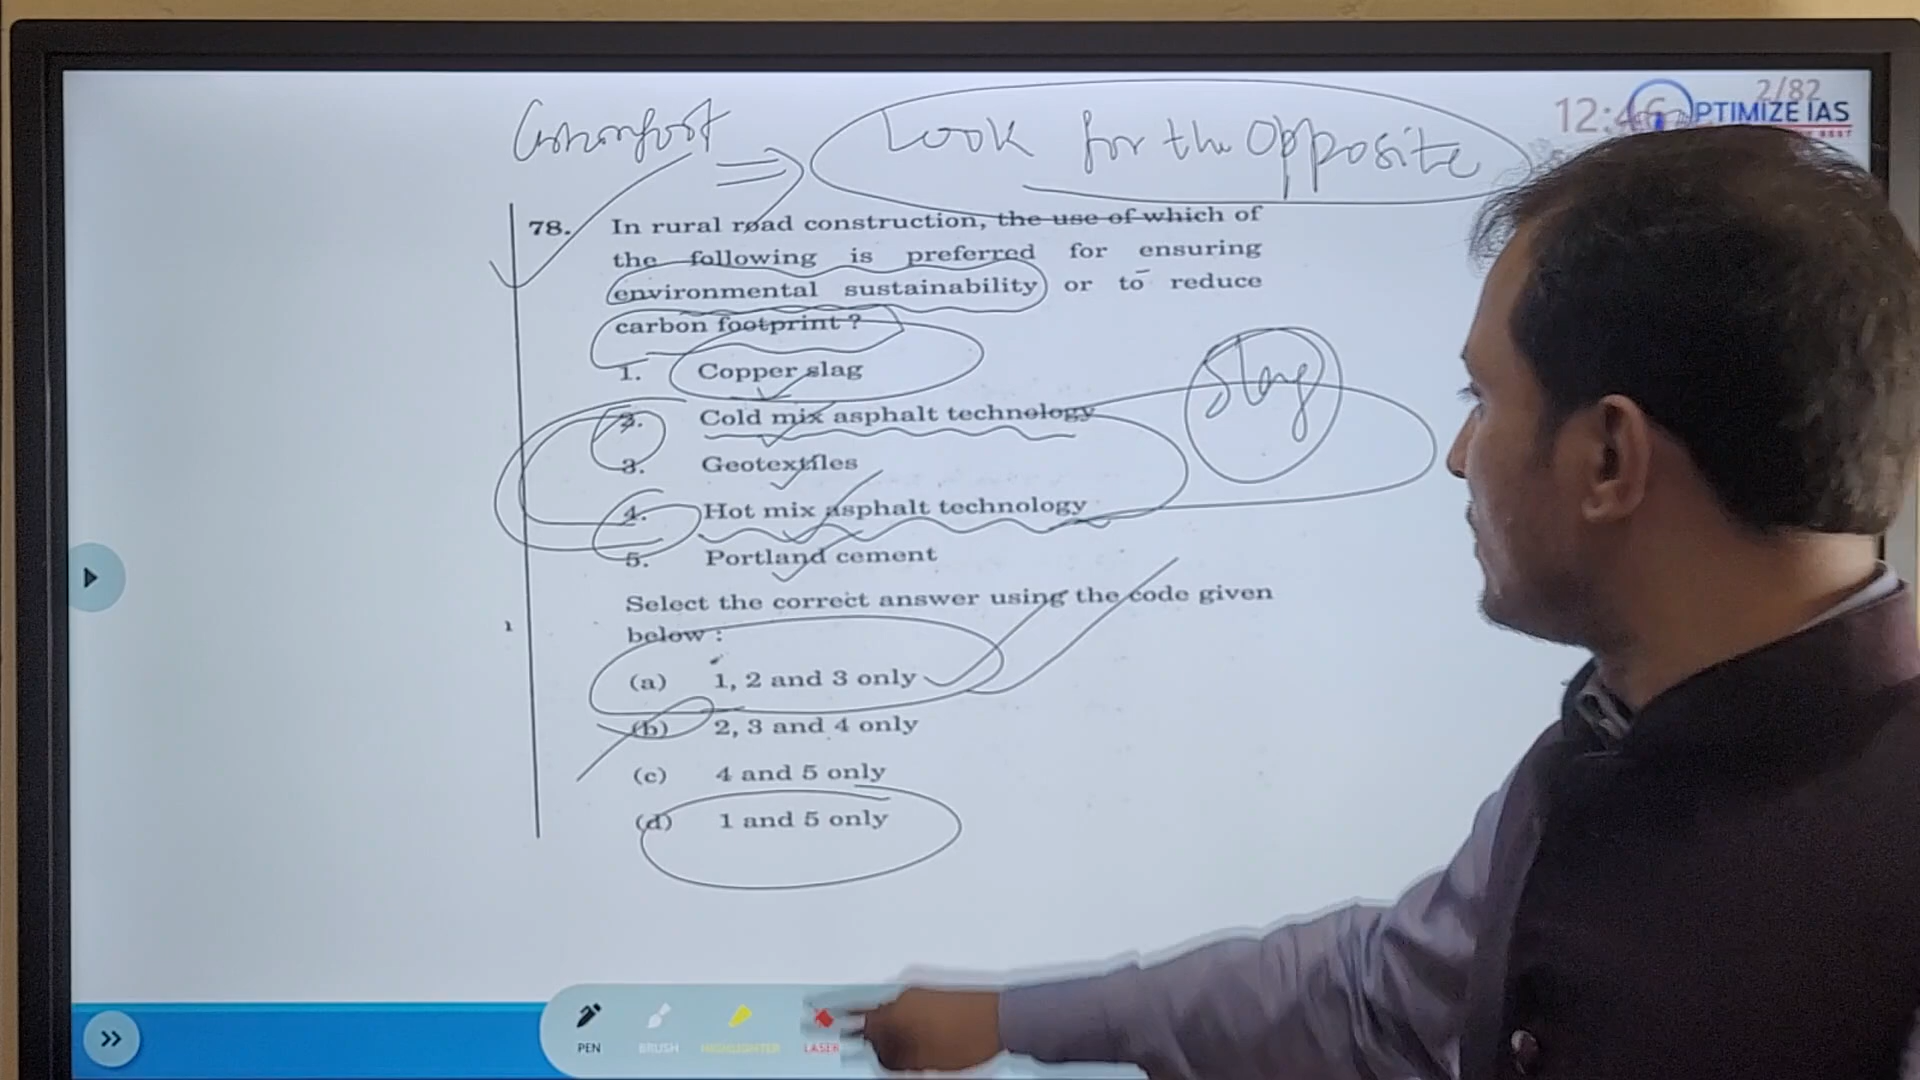 Look for the Opposite
2/82
PTIMIZE IAS
78. In rural road construction, the use of which of
the following is preferred for ensuring
environmental sustainability or to reduce
carbon footprint ?
1. Copper slag
Slag
2. Cold mix asphalt technology
3. Geotextiles
4. Hot mix asphalt technology
5. Portland cement
Select the correct answer using the code given
below :
(a) 1, 2 and 3 only
(b) 2, 3 and 4 only
(c) 4 and 5 only
(d) 1 and 5 only
PEN BRUSH HIGHLIGHTER LASER